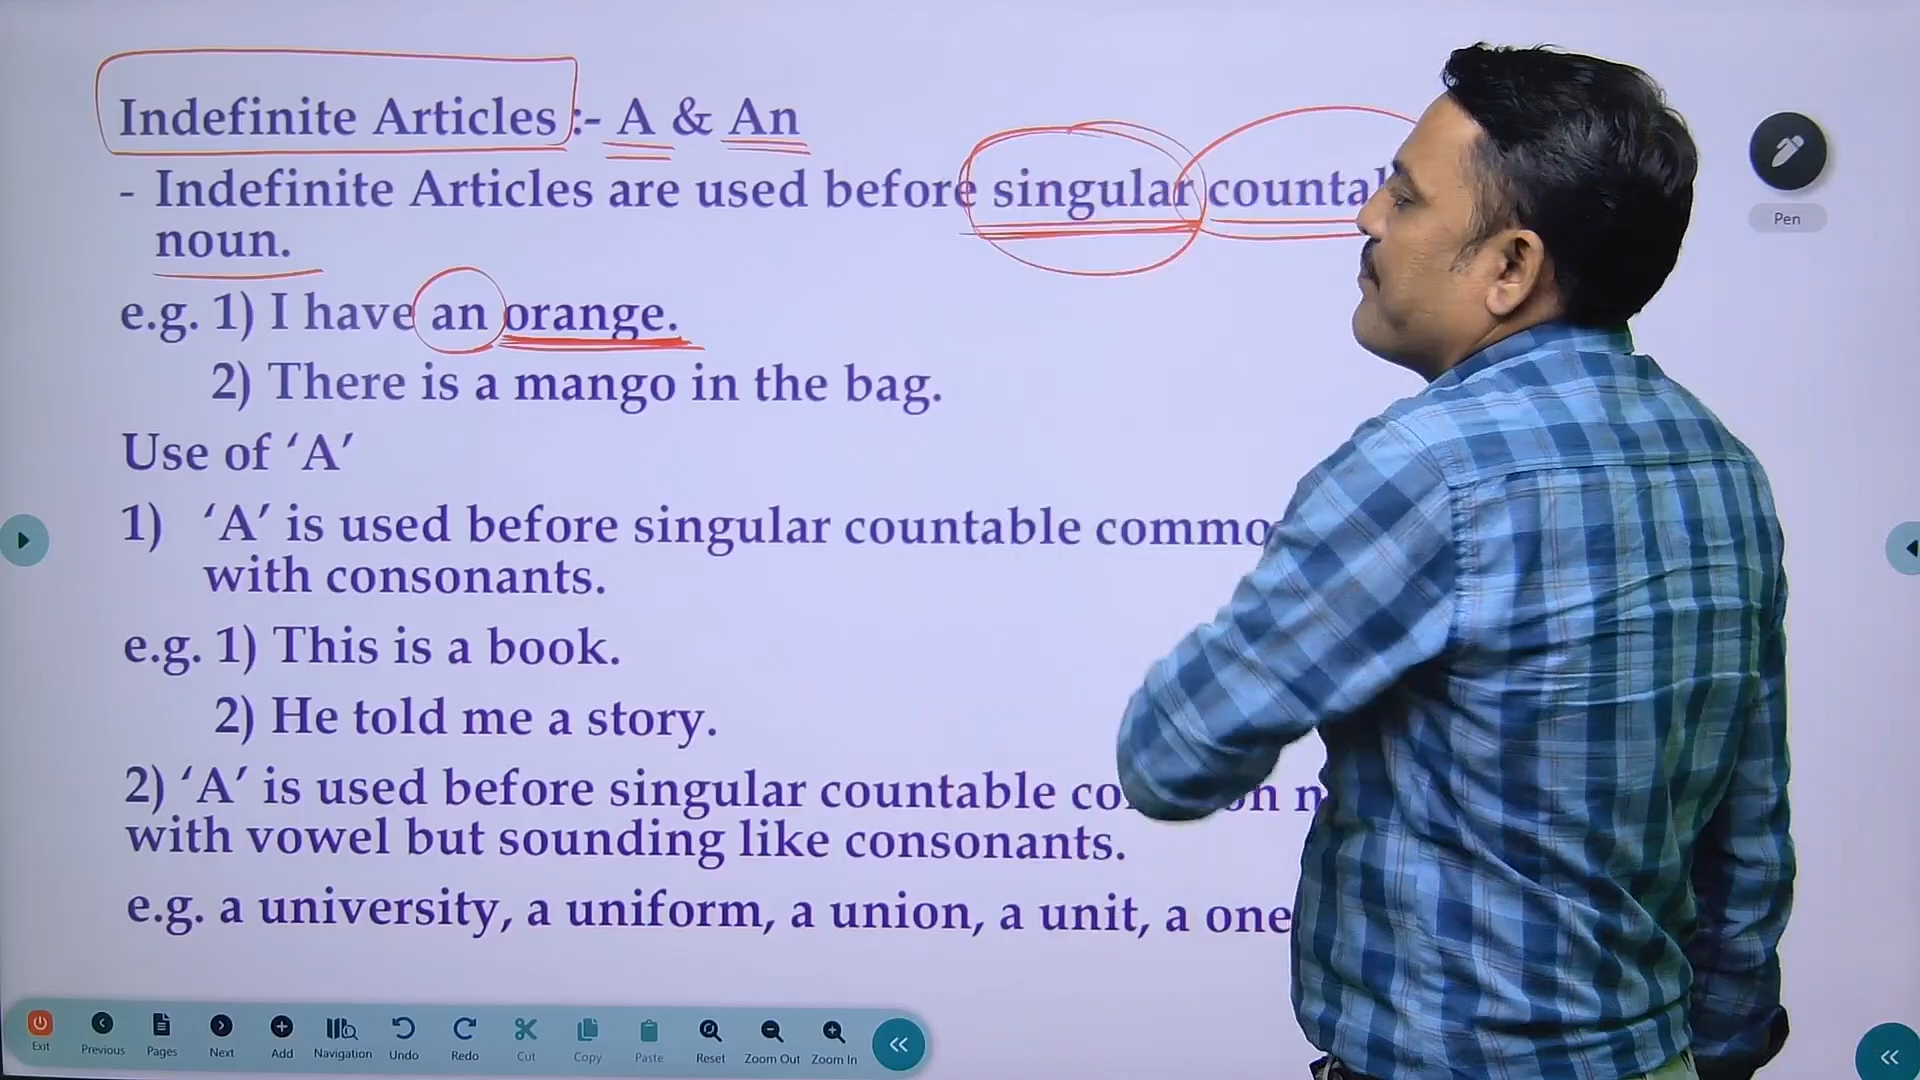 Indefinite Articles :- A & An
- Indefinite Articles are used before singular
noun.
e.g. 1) I have an orange.
2) There is a mango in the bag.
Use of ‘A’
1) ‘A’ is used before singular countable
with consonants.
e.g. 1) This is a book.
2) He told me a story.
2) ‘A’ is used before singular countable
with vowel but sounding like consonants.
e.g. a university, a uniform, a union, a unit, a one
Pen
Exit Previous Pages Next Add Navigation Undo Redo Cut Copy Paste Reset Zoom Out Zoom In